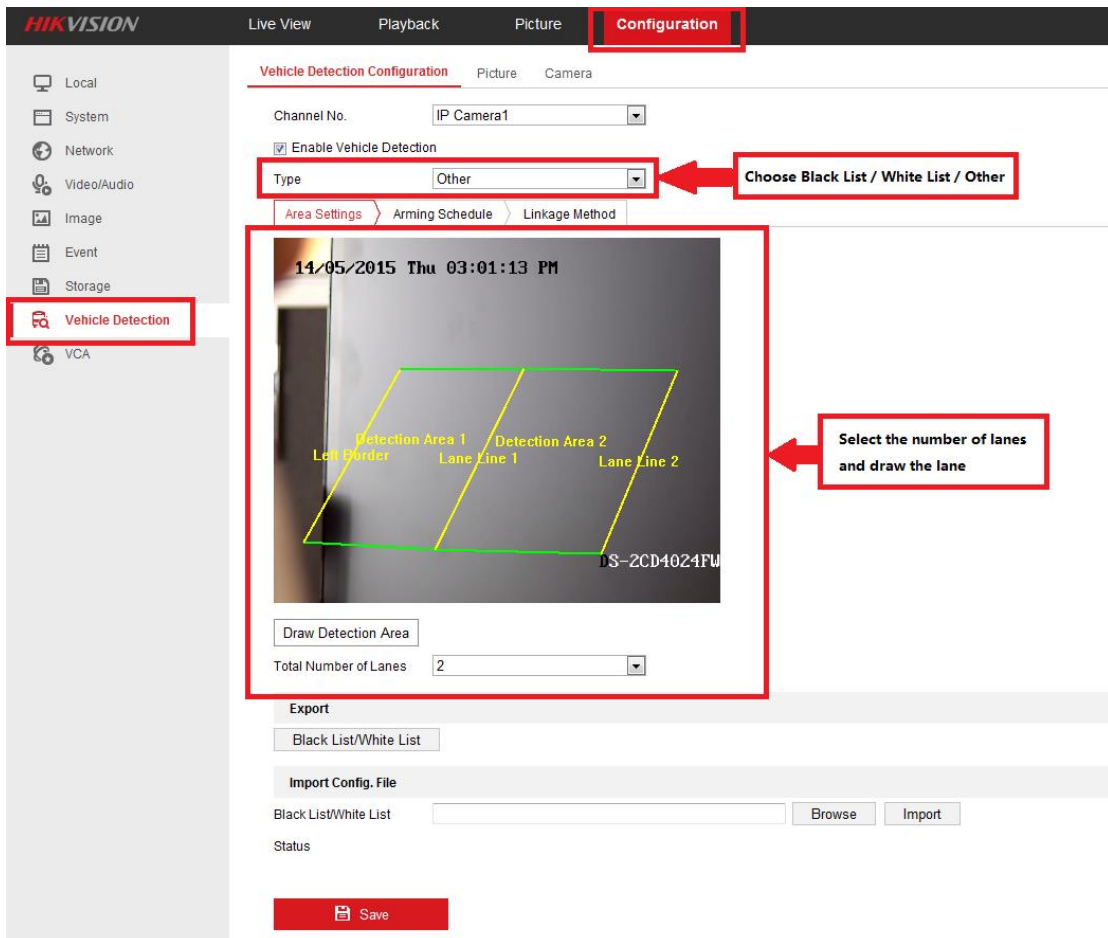 HIKVISION
Live View Playback Picture Configuration
Local
System
Network
Video/Audio
Image
Event
Storage
Vehicle Detection
VCA
Vehicle Detection Configuration Picture Camera
Channel No. IP Camera1
Enable Vehicle Detection
Type Other
Choose Black List / White List / Other
Area Settings Arming Schedule Linkage Method
14/05/2015 Thu 03:01:13 PM
Detection Area 1 Detection Area 2
Left Border Lane Line 1 Lane Line 2
DS-2CD4024FW
Select the number of lanes
and draw the lane
Draw Detection Area
Total Number of Lanes 2
Export
Black List/White List
Import Config. File
Black List/White List Browse Import
Status
Save